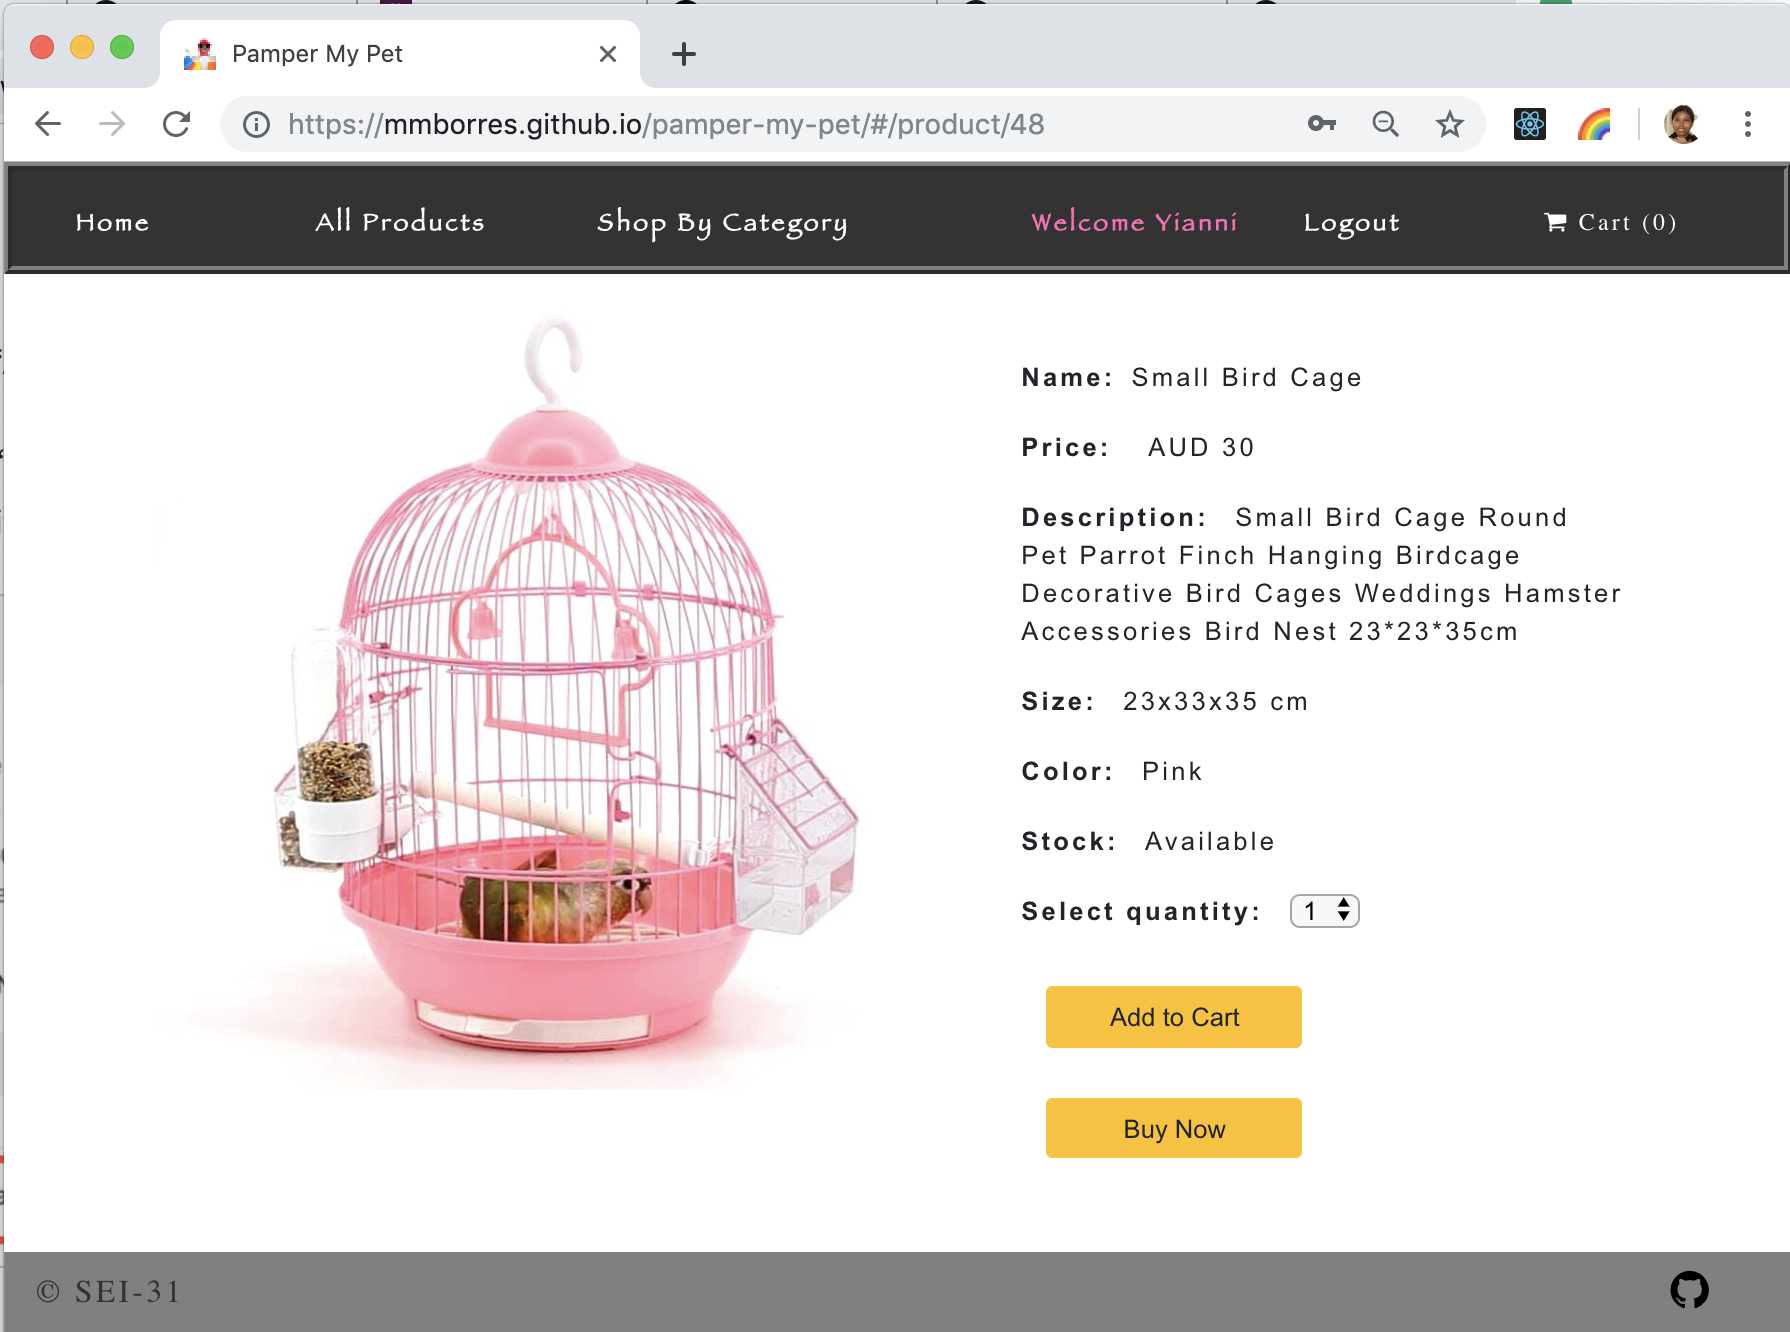 Pamper My Pet
https://mmborres.github.io/pamper-my-pet/#/product/48
Home All Products Shop By Category Welcome Yianni Logout Cart (0)
Name: Small Bird Cage
Price: AUD 30
Description: Small Bird Cage Round
Pet Parrot Finch Hanging Birdcage
Decorative Bird Cages Weddings Hamster
Accessories Bird Nest 23*23*35cm
Size: 23x33x35 cm
Color: Pink
Stock: Available
Select quantity: 1
Add to Cart
Buy Now
© SEI-31